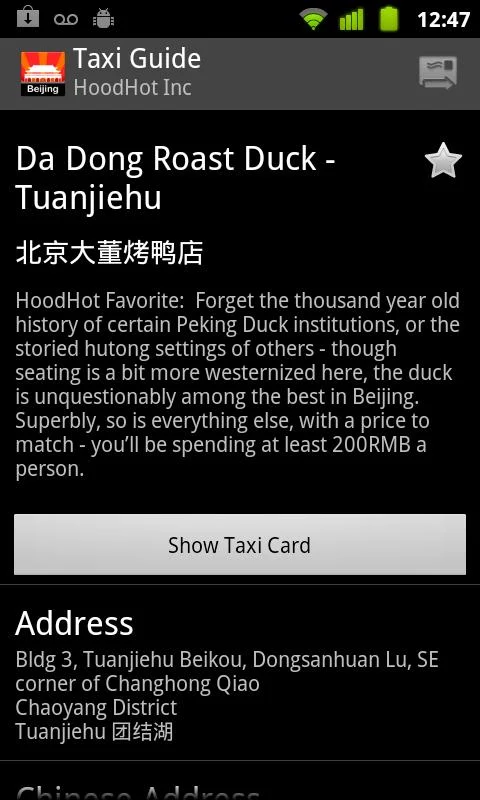 12:47
Taxi Guide
HoodHot Inc
Beijing
Da Dong Roast Duck -
Tuanjiehu
北京大董烤鸭店
HoodHot Favorite:  Forget the thousand year old
history of certain Peking Duck institutions, or the
storied hutong settings of others - though
seating is a bit more westernized here, the duck
is unquestionably among the best in Beijing.
Superbly, so is everything else, with a price to
match - you’ll be spending at least 200RMB a
person.
Show Taxi Card
Address
Bldg 3, Tuanjiehu Beikou, Dongsanhuan Lu, SE
corner of Changhong Qiao
Chaoyang District
Tuanjiehu 团结湖
Chinese Address